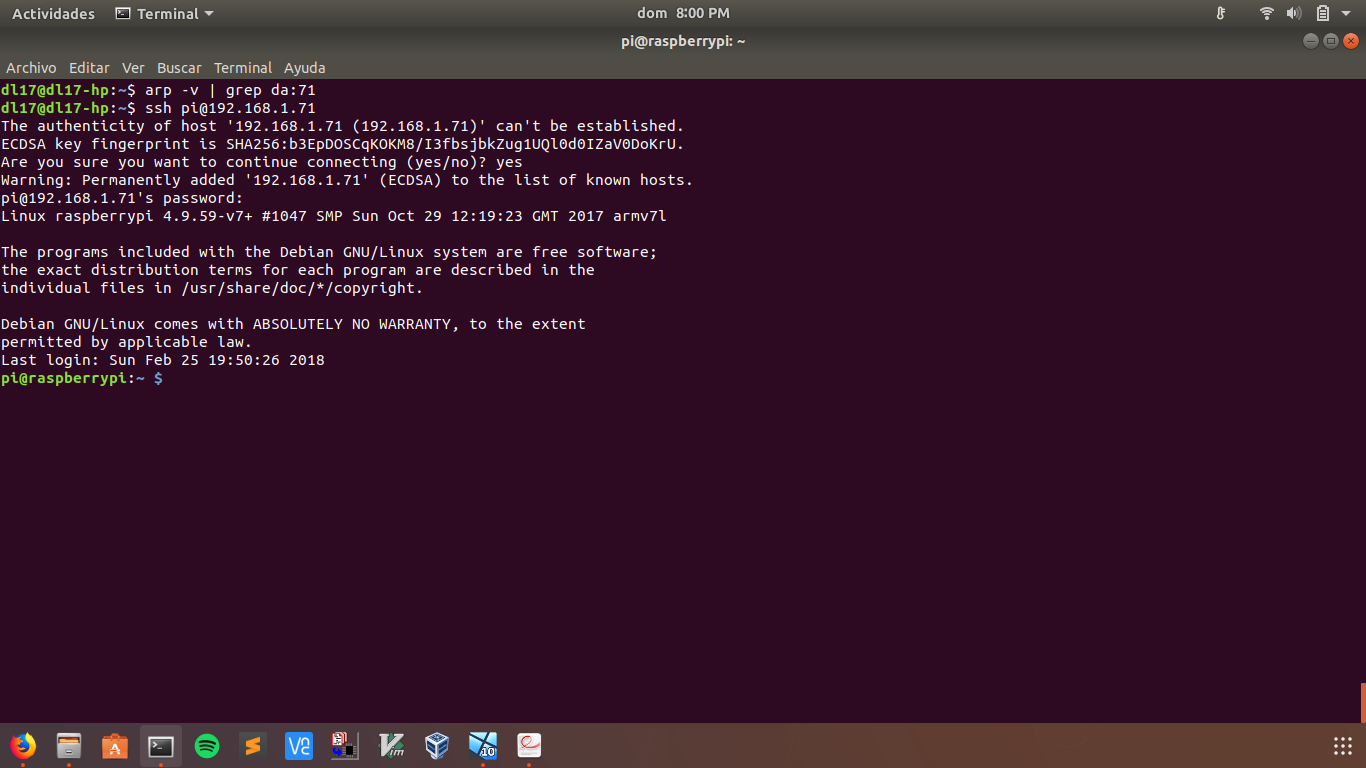 Actividades Terminal dom 8:00 PM
pi@raspberrypi: ~
Archivo Editar Ver Buscar Terminal Ayuda
dl17@dl17-hp:~$ arp -v | grep da:71
dl17@dl17-hp:~$ ssh pi@192.168.1.71
The authenticity of host '192.168.1.71 (192.168.1.71)' can't be established.
ECDSA key fingerprint is SHA256:b3EpDOSCqKOKM8/I3fbsjbkZug1UQl0d0IZaV0DoKrU.
Are you sure you want to continue connecting (yes/no)? yes
Warning: Permanently added '192.168.1.71' (ECDSA) to the list of known hosts.
pi@192.168.1.71's password:
Linux raspberrypi 4.9.59-v7+ #1047 SMP Sun Oct 29 12:19:23 GMT 2017 armv7l
The programs included with the Debian GNU/Linux system are free software;
the exact distribution terms for each program are described in the
individual files in /usr/share/doc/*/copyright.
Debian GNU/Linux comes with ABSOLUTELY NO WARRANTY, to the extent
permitted by applicable law.
Last login: Sun Feb 25 19:50:26 2018
pi@raspberrypi:~ $
Vim
10